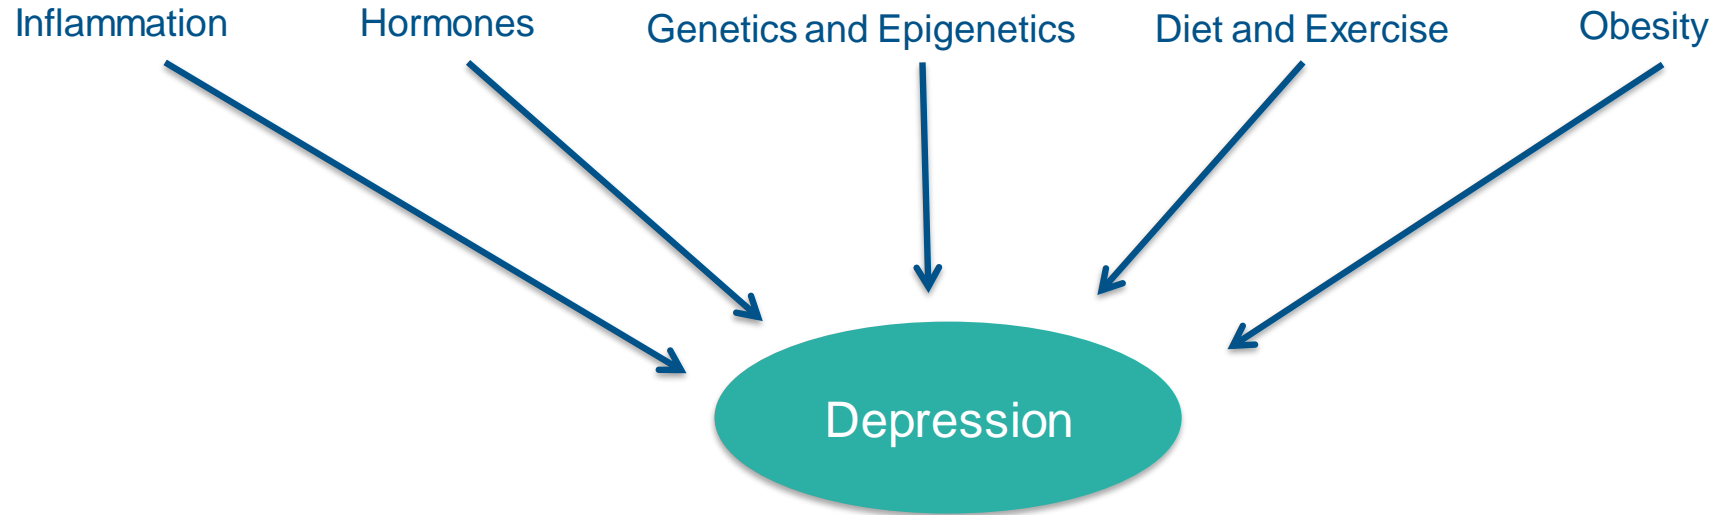 Inflammation
Hormones
Genetics and Epigenetics
Diet and Exercise
Obesity
Depression